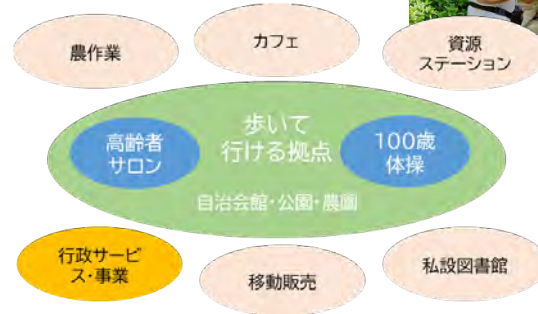 農作業
カフェ
資源
ステーション
高齢者
サロン
歩いて
行ける拠点
100歳
体操
自治会館・公園・農園
行政サービ
ス・事業
移動販売
私設図書館